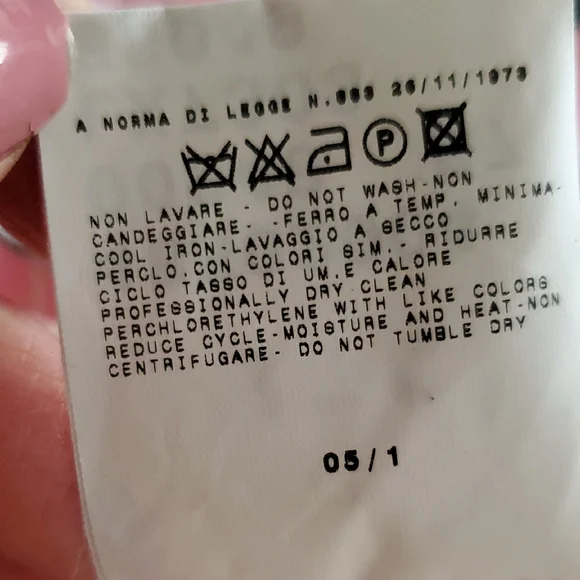 A NORMA DI LEGGE N.883 26/11/1973
P
NON LAVARE - DO NOT WASH-NON
CANDEGGIARE- -FERRO A TEMP. MINIMA-
COOL IRON-LAVAGGIO A SECCO
PERCLO.CON COLORI SIM.- RIDURRE
CICLO TASSO DI UM.E CALORE
PROFESSIONALLY DRY CLEAN
PERCHLORETHYLENE WITH LIKE COLORS
REDUCE CYCLE-MOISTURE AND HEAT-NON
CENTRIFUGARE- DO NOT TUMBLE DRY
05/1